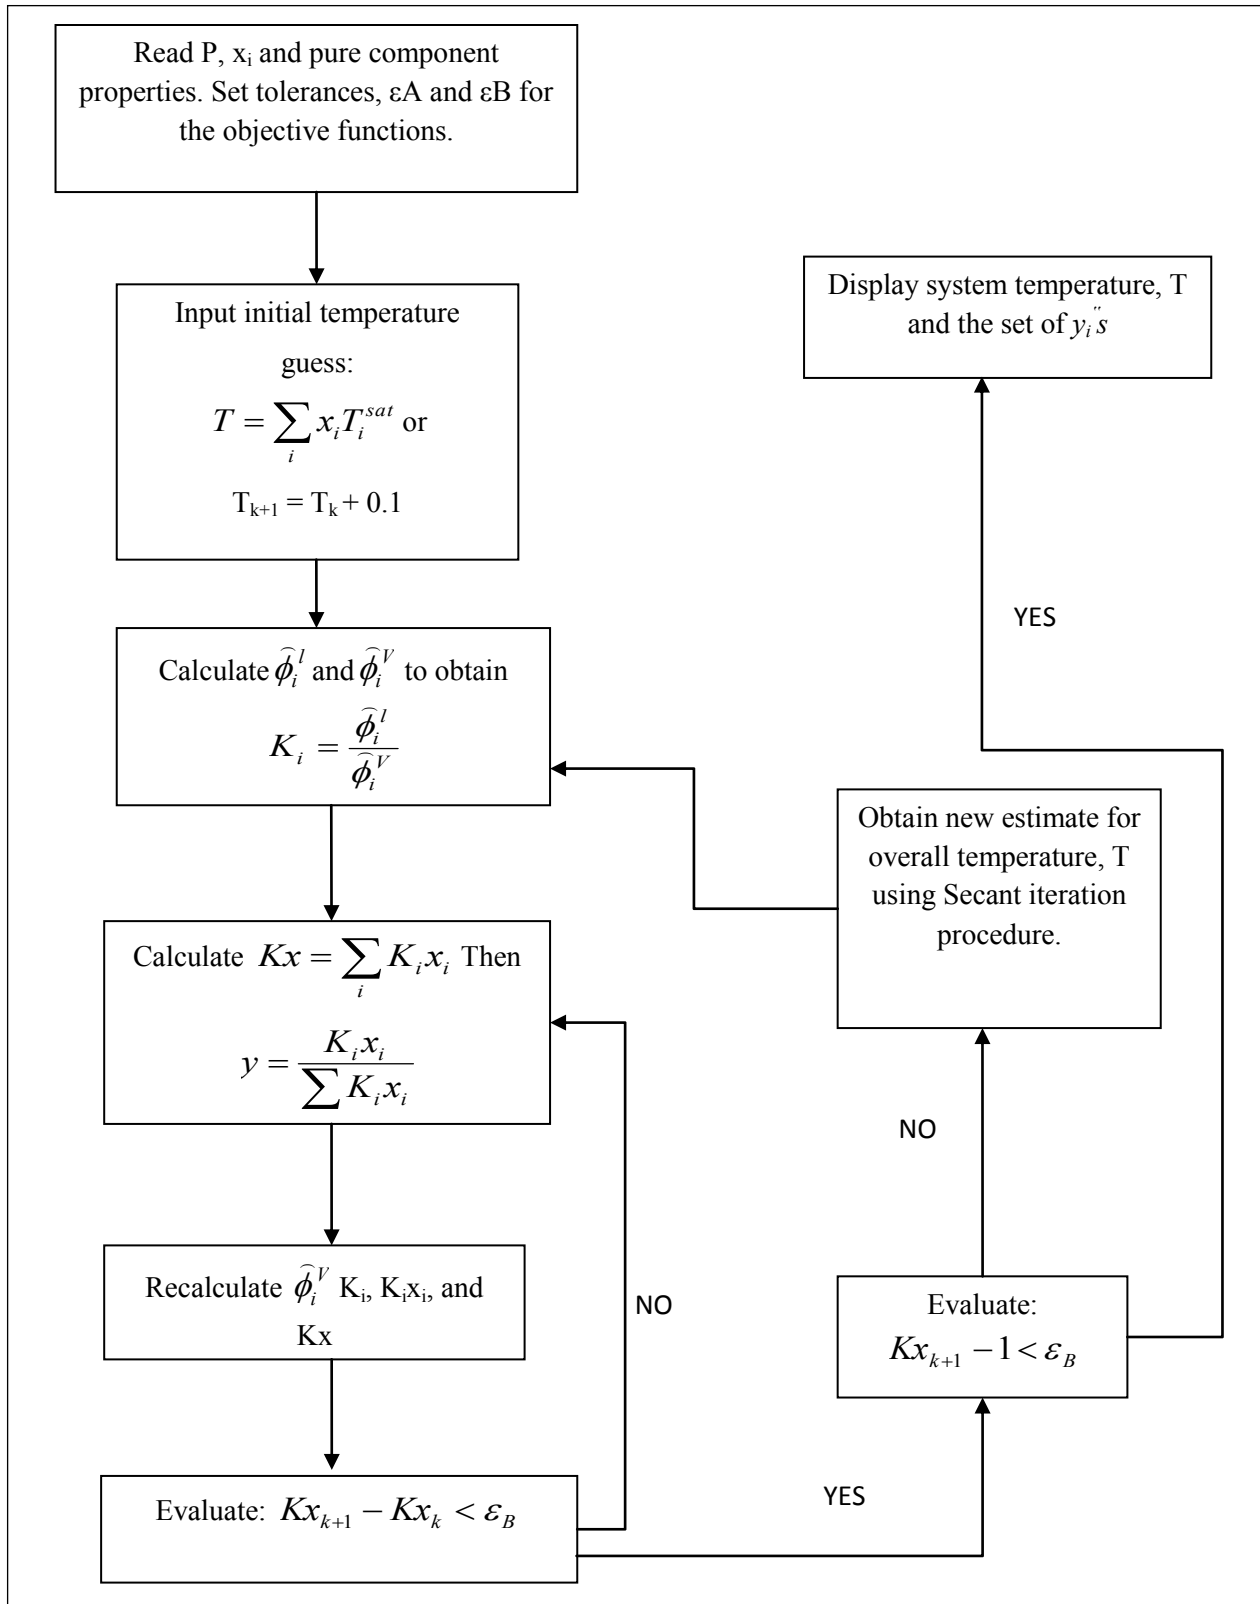 Read P, xᵢ and pure component
properties. Set tolerances, εA and εB for
the objective functions.
Input initial temperature
guess:
T = ∑ᵢ xᵢTᵢˢᵃᵗ or
Tₖ₊₁ = Tₖ + 0.1
Calculate ϕ̂ᵢˡ and ϕ̂ᵢⱽ to obtain
Kᵢ = ϕ̂ᵢˡ / ϕ̂ᵢⱽ
Calculate Kx = ∑ᵢ Kᵢxᵢ Then
y = Kᵢxᵢ / ∑ Kᵢxᵢ
Recalculate ϕ̂ᵢⱽ Kᵢ, Kᵢxᵢ, and
Kx
Evaluate: Kxₖ₊₁ − Kxₖ < ε_B
NO
YES
Evaluate:
Kxₖ₊₁ − 1 < ε_B
NO
Obtain new estimate for
overall temperature, T
using Secant iteration
procedure.
YES
Display system temperature, T
and the set of yᵢ"s